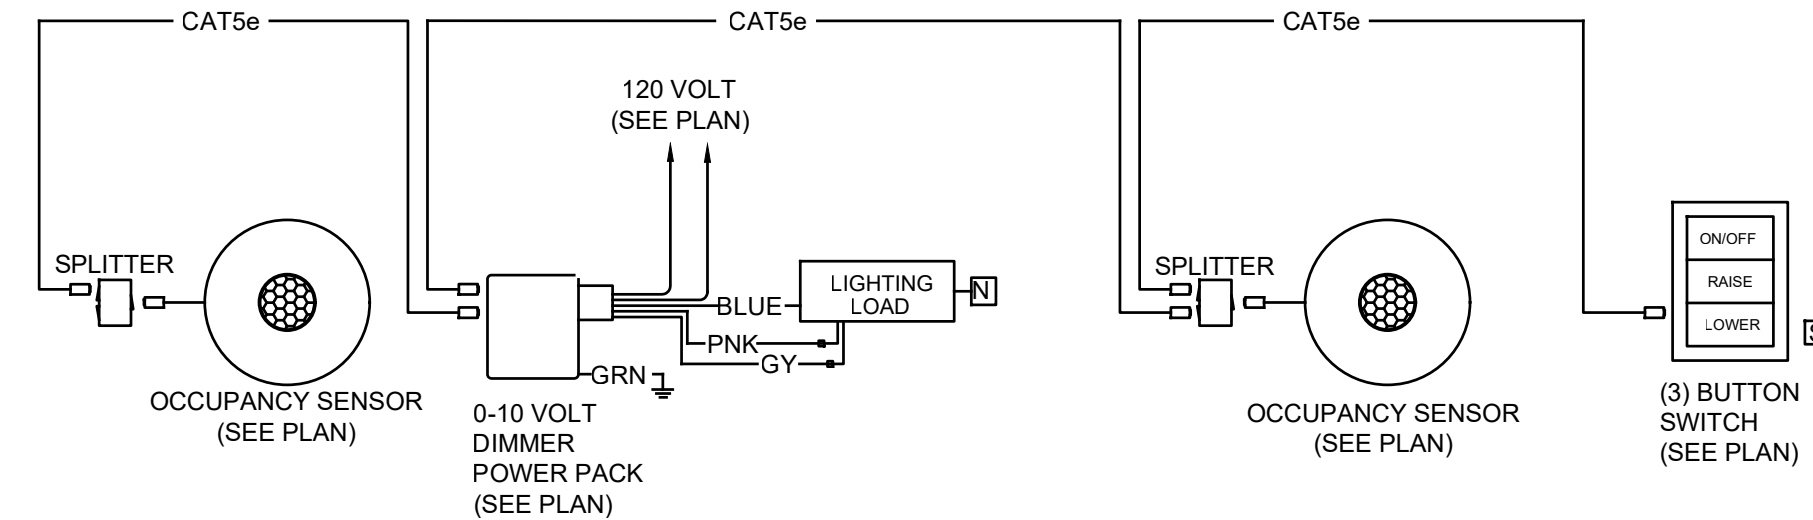 CAT5e
CAT5e
CAT5e
120 VOLT
(SEE PLAN)
SPLITTER
OCCUPANCY SENSOR
(SEE PLAN)
0-10 VOLT
DIMMER
POWER PACK
(SEE PLAN)
BLUE
PNK
GY
GRN
LIGHTING
LOAD
N
SPLITTER
OCCUPANCY SENSOR
(SEE PLAN)
ON/OFF
RAISE
LOWER
(3) BUTTON
SWITCH
(SEE PLAN)